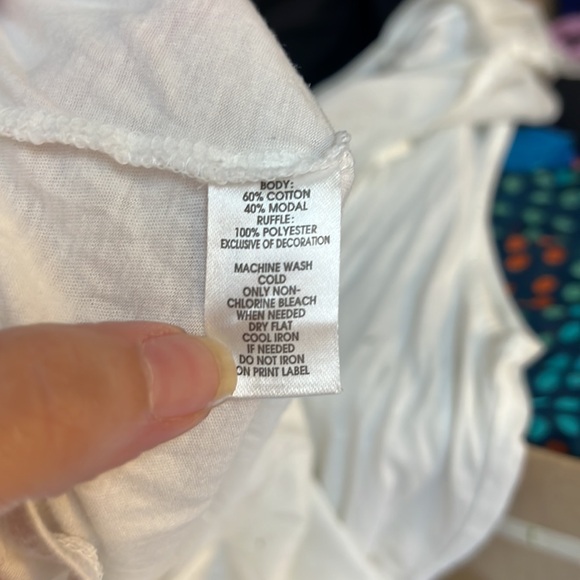 BODY:
60% COTTON
40% MODAL
RUFFLE:
100% POLYESTER
EXCLUSIVE OF DECORATION
MACHINE WASH
COLD
ONLY NON-
CHLORINE BLEACH
WHEN NEEDED
DRY FLAT
COOL IRON
IF NEEDED
DO NOT IRON
ON PRINT LABEL